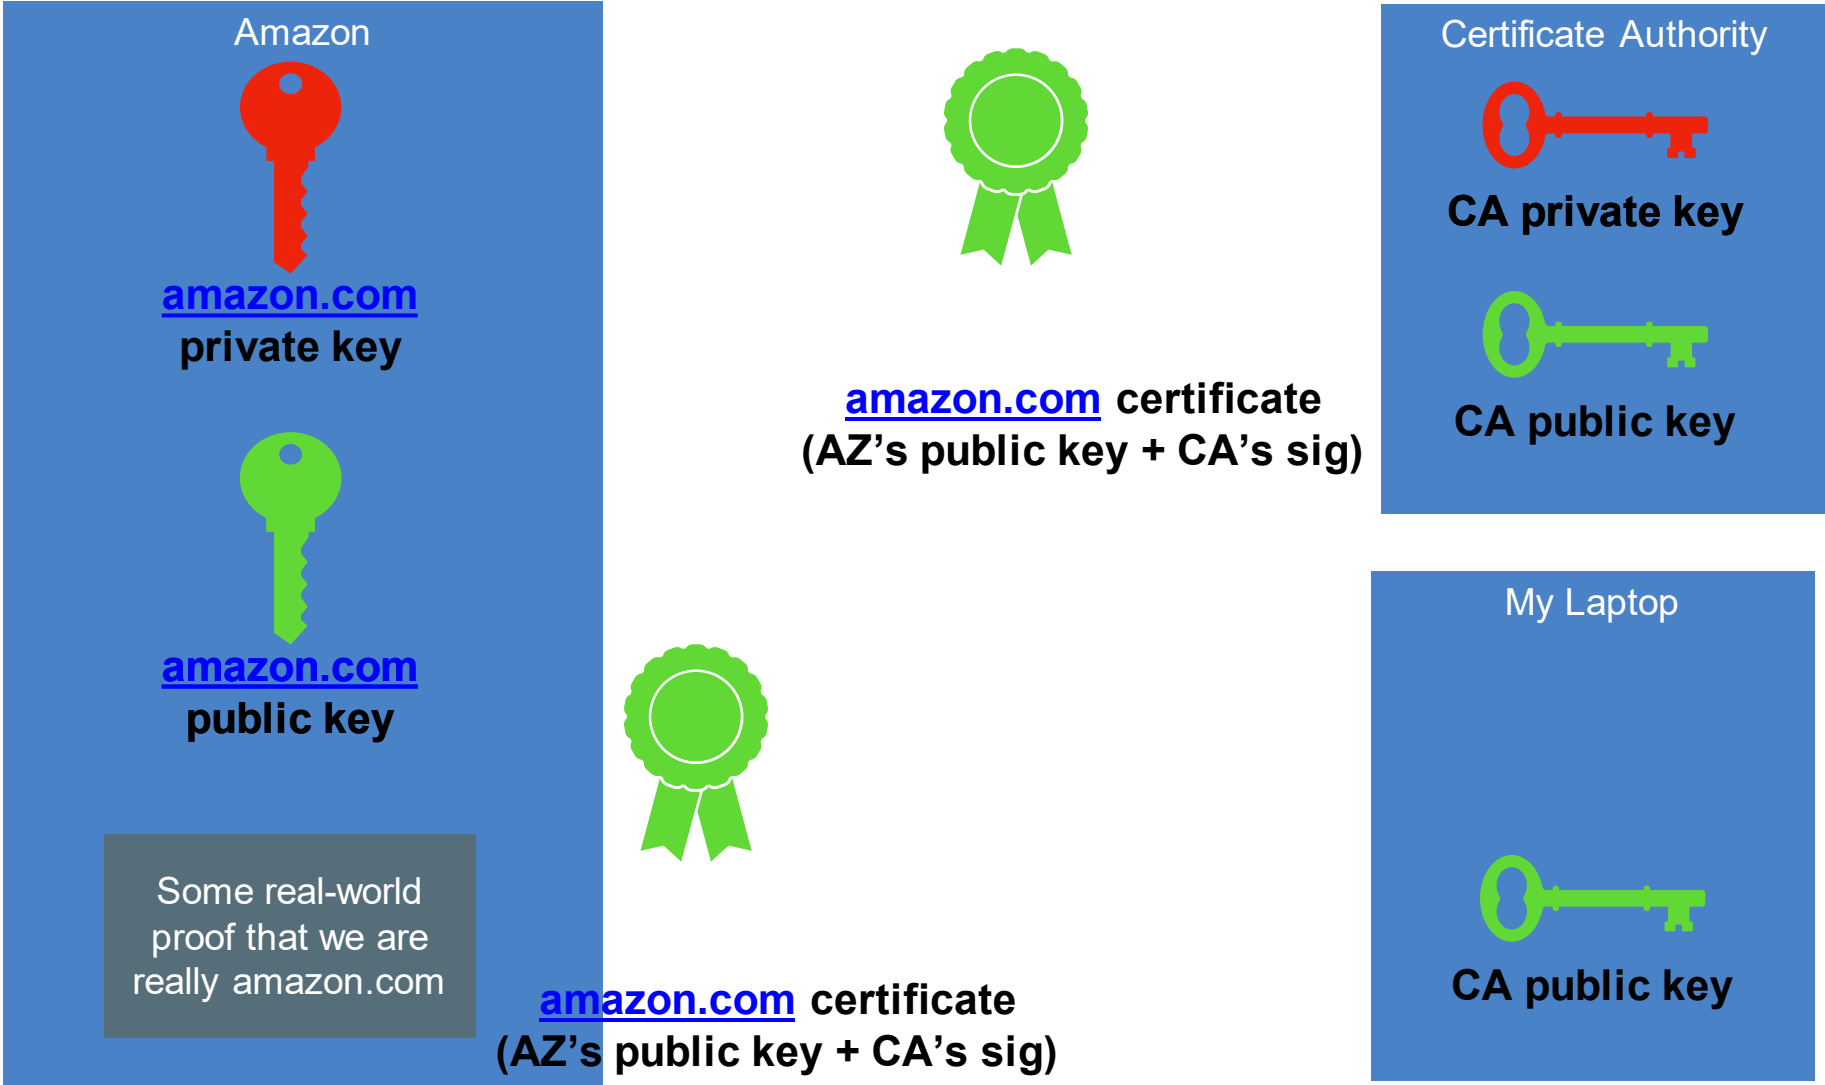 Amazon
amazon.com
private key
amazon.com
public key
Some real-world
proof that we are
really amazon.com
amazon.com certificate
(AZ’s public key + CA’s sig)
amazon.com certificate
(AZ’s public key + CA’s sig)
Certificate Authority
CA private key
CA public key
My Laptop
CA public key